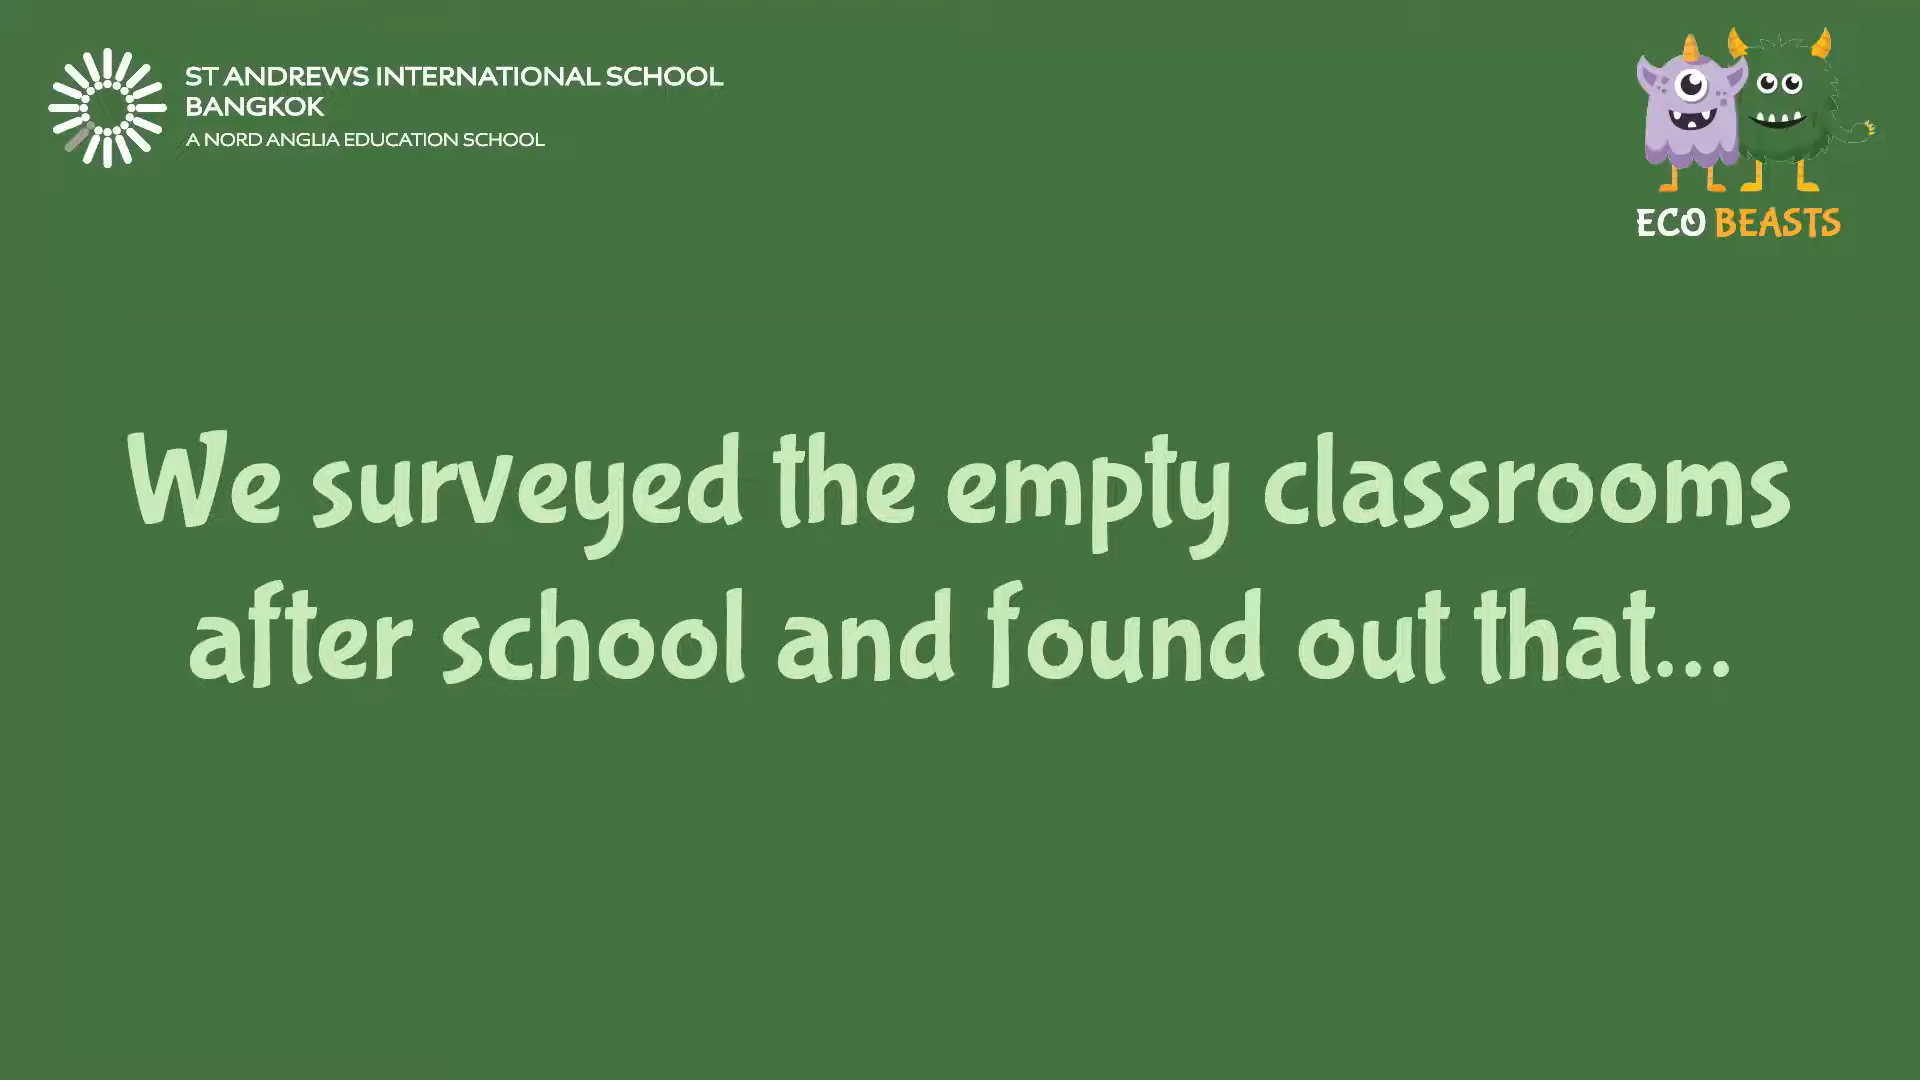 ST ANDREWS INTERNATIONAL SCHOOL
BANGKOK
A NORD ANGLIA EDUCATION SCHOOL
ECO BEASTS
We surveyed the empty classrooms
after school and found out that...